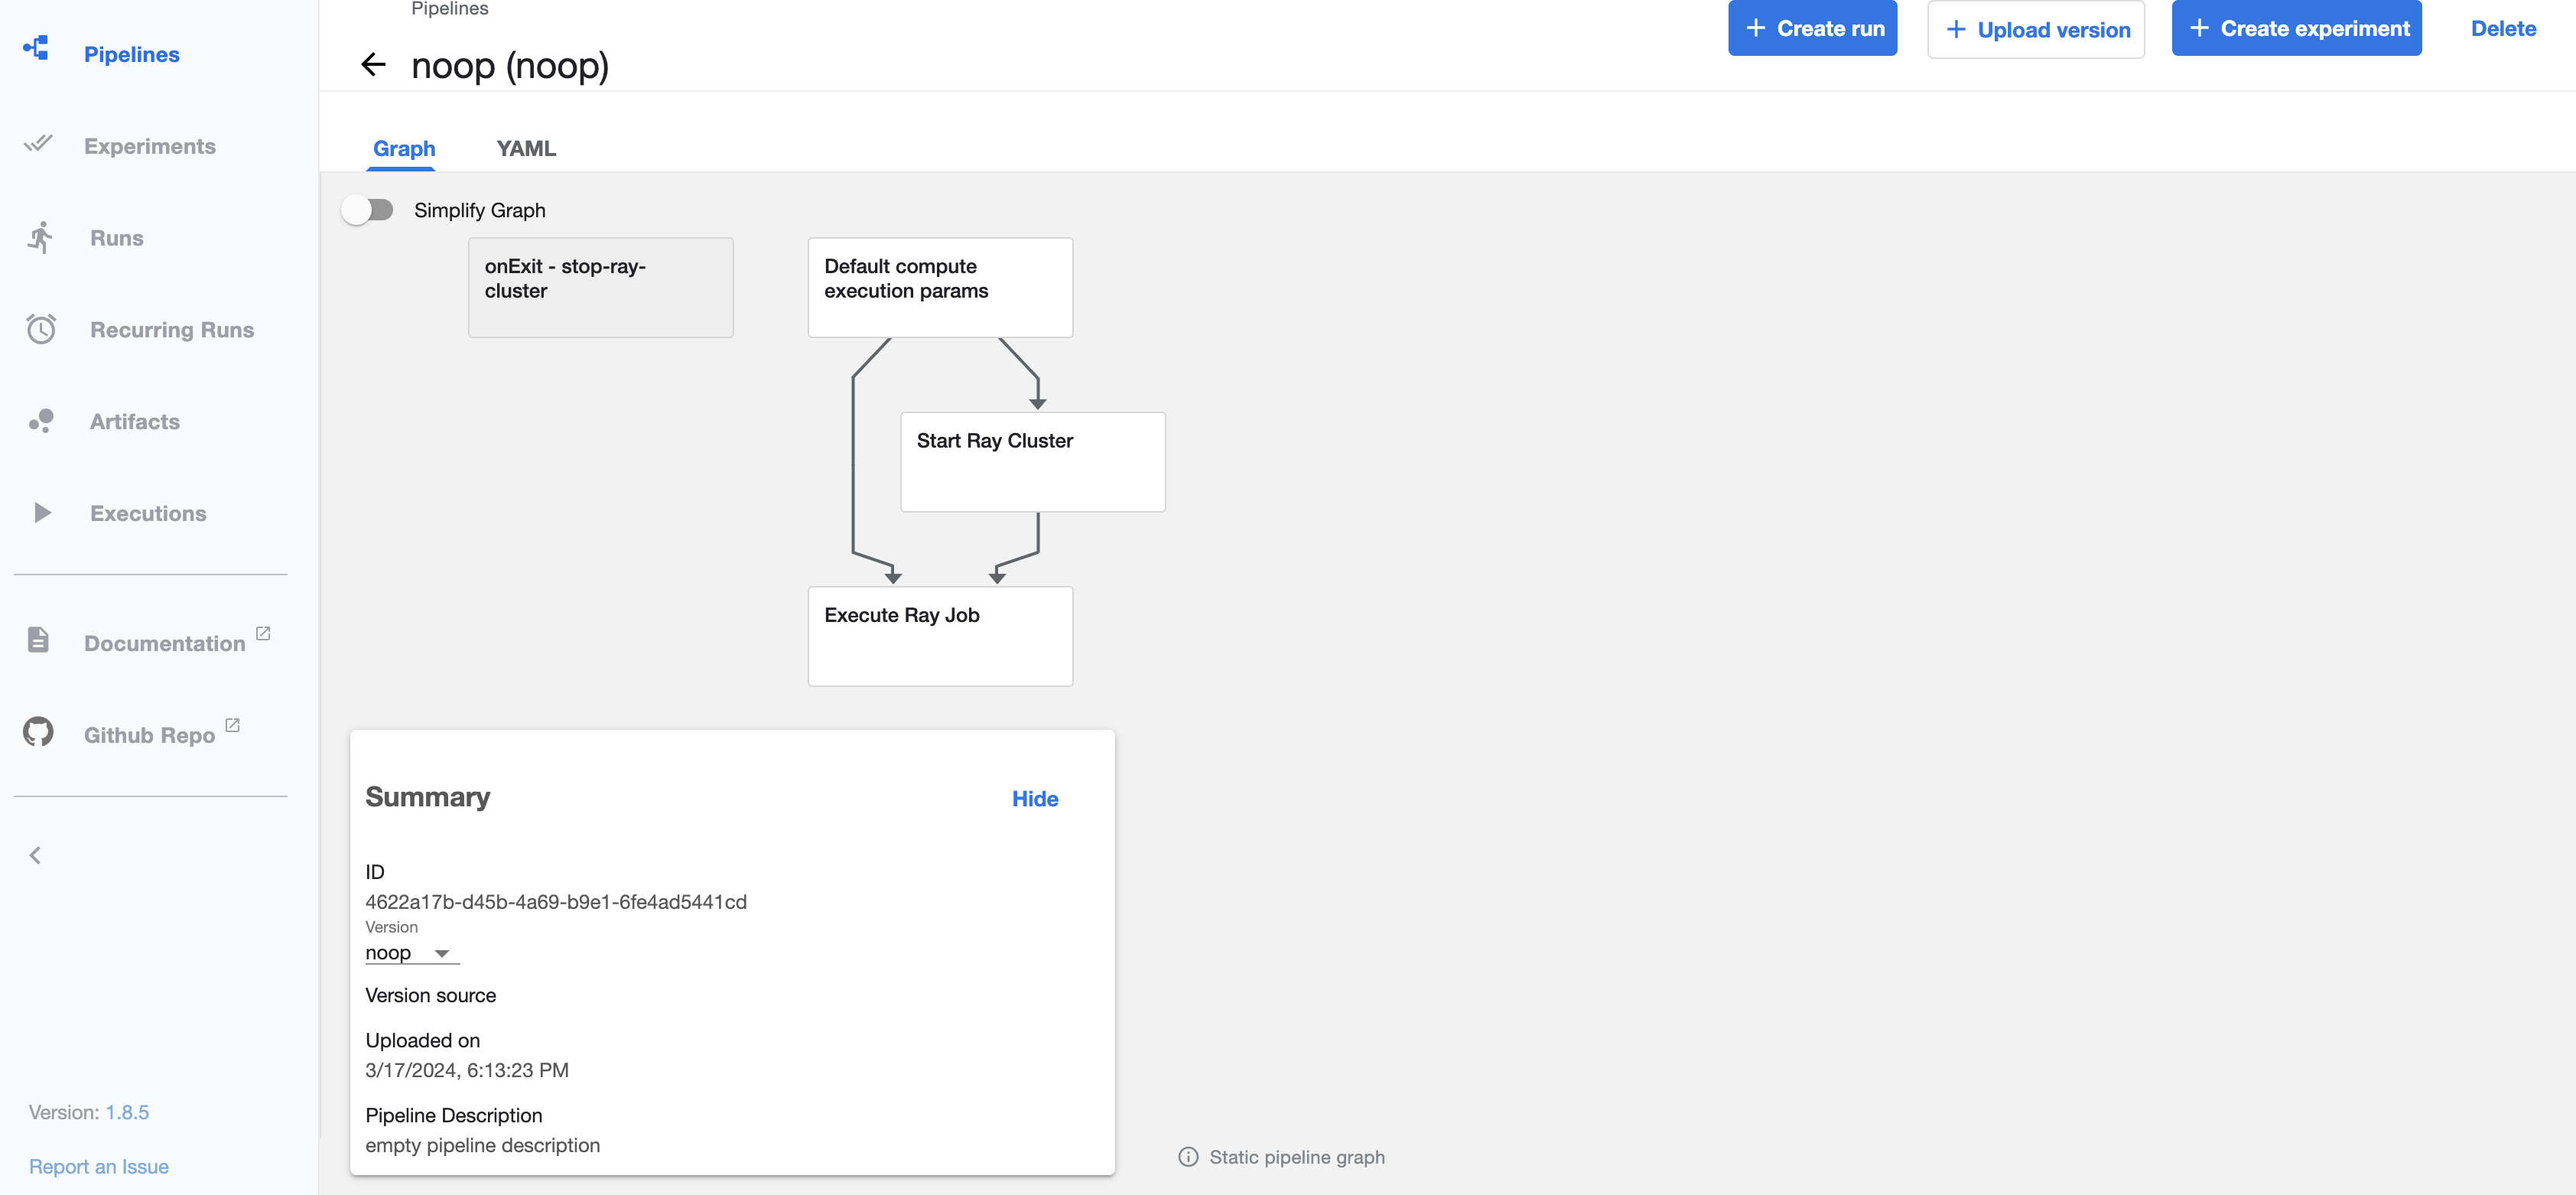 Pipelines
Experiments
Runs
Recurring Runs
Artifacts
Executions
Documentation
Github Repo
Version: 1.8.5
Report an Issue
Pipelines
noop (noop)
Create run
Upload version
Create experiment
Delete
Graph
YAML
Simplify Graph
onExit - stop-ray-
cluster
Default compute
execution params
Start Ray Cluster
Execute Ray Job
Summary
Hide
ID
4622a17b-d45b-4a69-b9e1-6fe4ad5441cd
Version
noop
Version source
Uploaded on
3/17/2024, 6:13:23 PM
Pipeline Description
empty pipeline description
Static pipeline graph